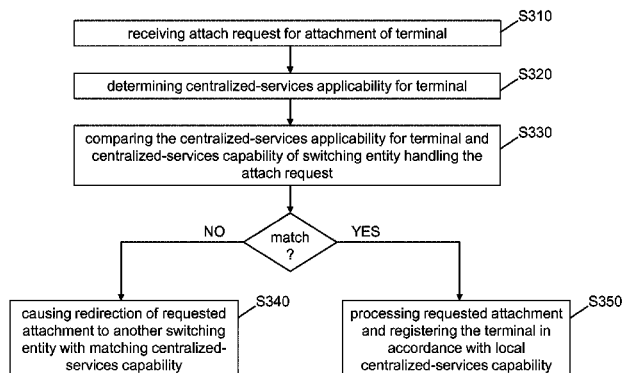 S310
receiving attach request for attachment of terminal
S320
determining centralized-services applicability for terminal
S330
comparing the centralized-services applicability for terminal and
centralized-services capability of switching entity handling the
attach request
NO
match
?
YES
S340
causing redirection of requested
attachment to another switching
entity with matching centralized-
services capability
S350
processing requested attachment
and registering the terminal in
accordance with local
centralized-services capability